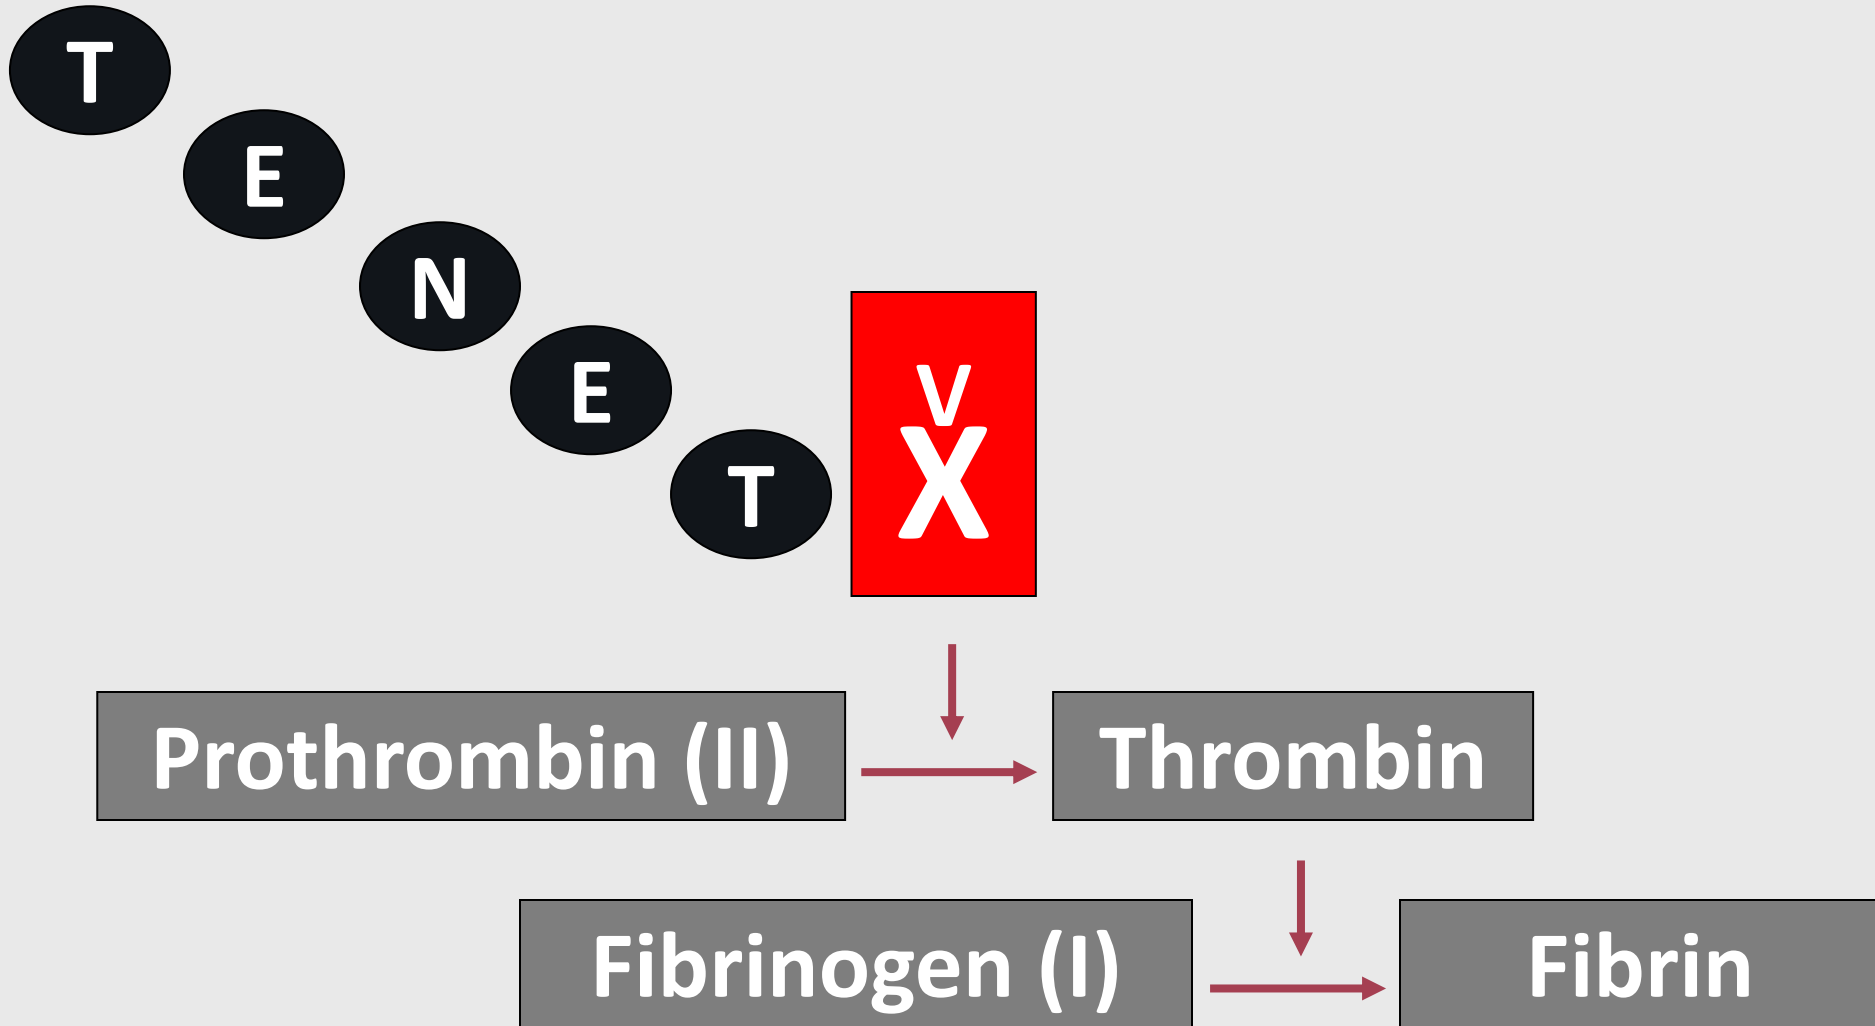 T
E
N
E
T
V
X
Prothrombin (II)
Thrombin
Fibrinogen (I)
Fibrin